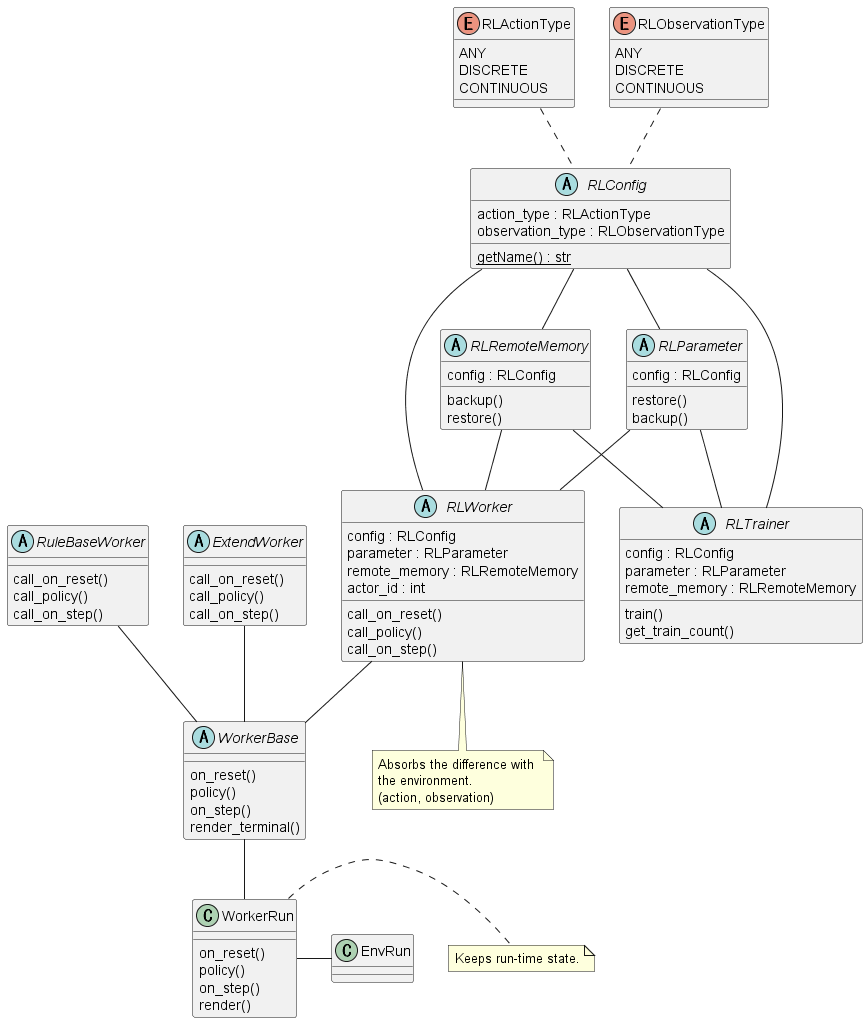 E RLActionType
ANY
DISCRETE
CONTINUOUS
E RLObservationType
ANY
DISCRETE
CONTINUOUS
A RLConfig
action_type : RLActionType
observation_type : RLObservationType
getName() : str
A RLRemoteMemory
config : RLConfig
backup()
restore()
A RLParameter
config : RLConfig
restore()
backup()
A RuleBaseWorker
call_on_reset()
call_policy()
call_on_step()
A ExtendWorker
call_on_reset()
call_policy()
call_on_step()
A RLWorker
config : RLConfig
parameter : RLParameter
remote_memory : RLRemoteMemory
actor_id : int
call_on_reset()
call_policy()
call_on_step()
A RLTrainer
config : RLConfig
parameter : RLParameter
remote_memory : RLRemoteMemory
train()
get_train_count()
A WorkerBase
on_reset()
policy()
on_step()
render_terminal()
Absorbs the difference with
the environment.
(action, observation)
C WorkerRun
on_reset()
policy()
on_step()
render()
C EnvRun
Keeps run-time state.